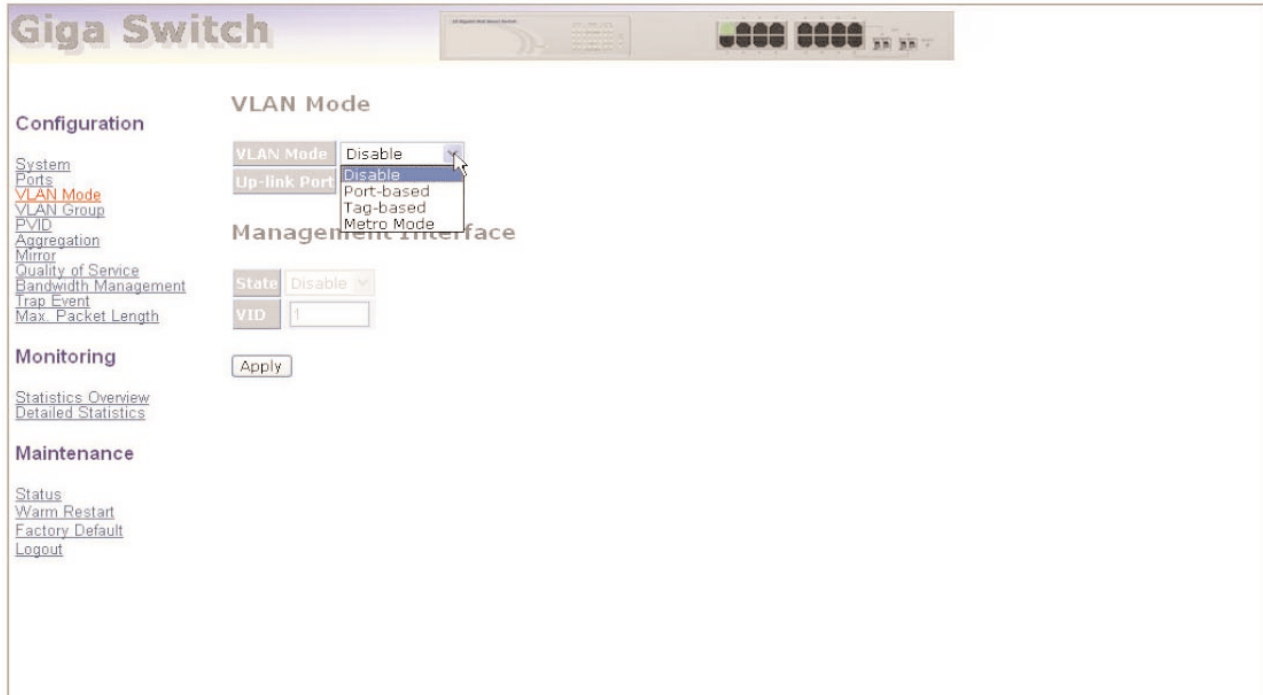 Giga Switch
Configuration
System
Ports
VLAN Mode
VLAN Group
PVID
Aggregation
Mirror
Quality of Service
Bandwidth Management
Trap Event
Max. Packet Length
Monitoring
Statistics Overview
Detailed Statistics
Maintenance
Status
Warm Restart
Factory Default
Logout
VLAN Mode
VLAN Mode Disable
Up-link Port
Disable
Port-based
Tag-based
Metro Mode
Management Interface
State Disable
VID 1
Apply